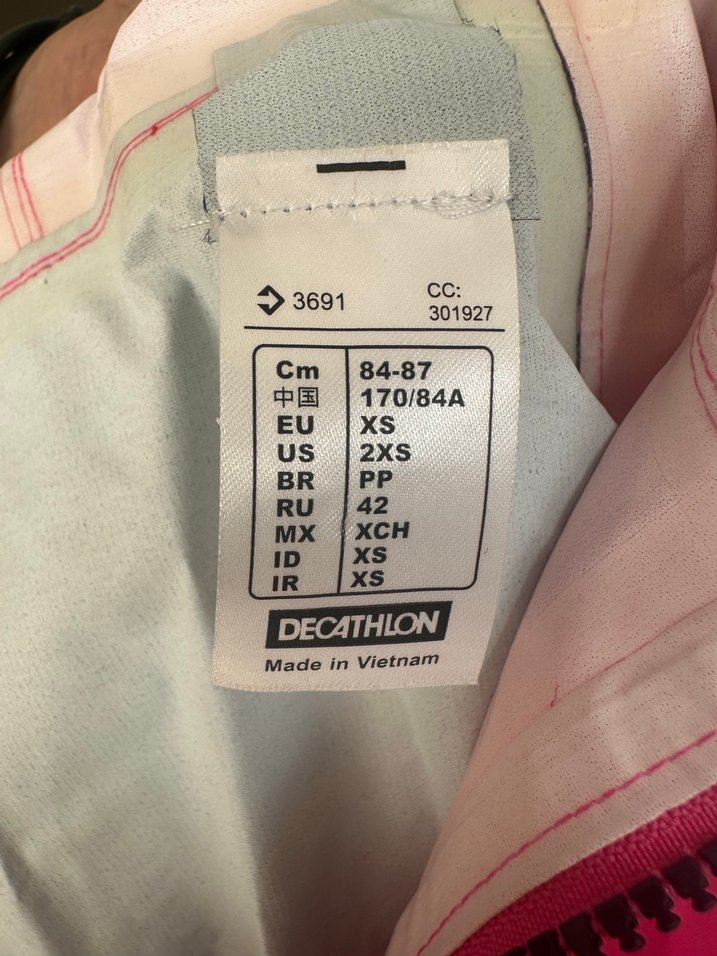 3691
CC:
301927
Cm 84-87
中国 170/84A
EU XS
US 2XS
BR PP
RU 42
MX XCH
ID XS
IR XS
DECATHLON
Made in Vietnam